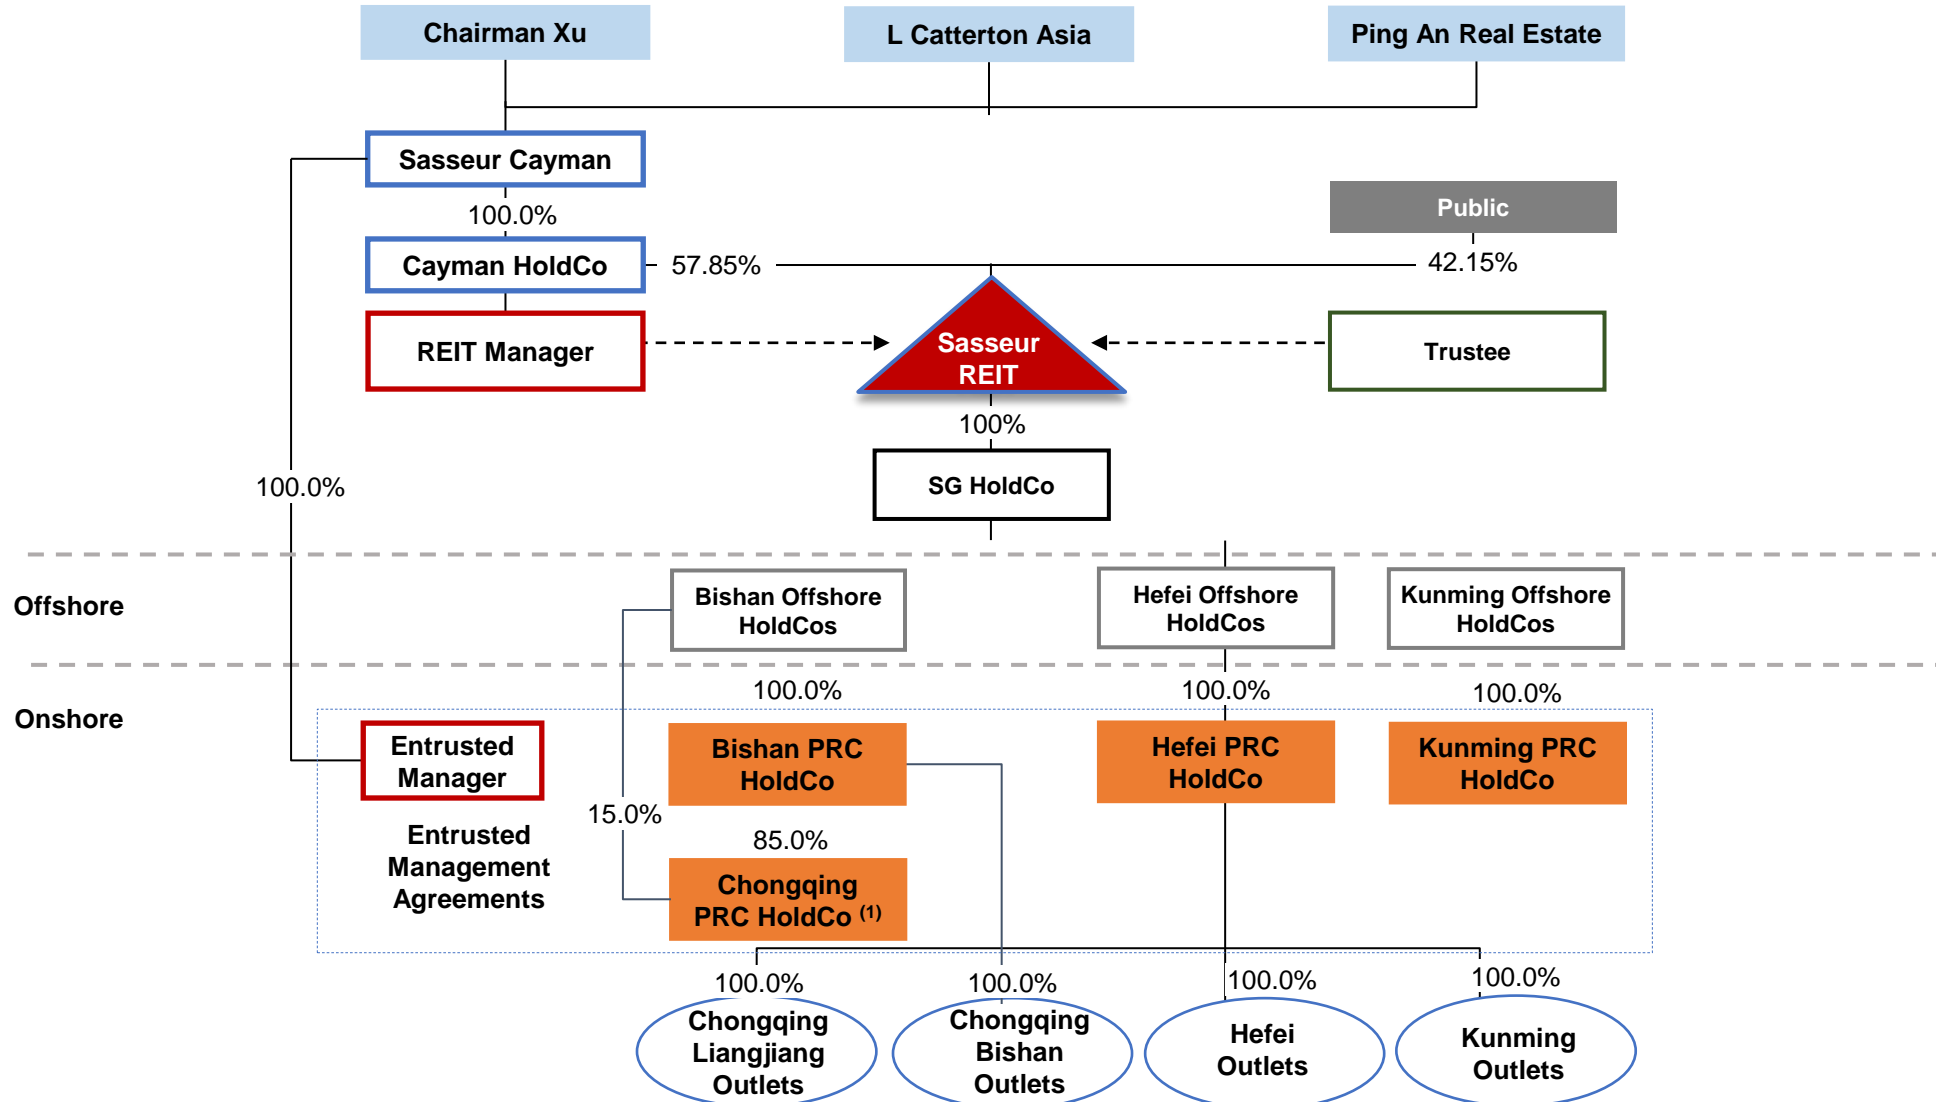 Chairman Xu
L Catterton Asia
Ping An Real Estate
Sasseur Cayman
100.0%
Public
Cayman HoldCo
57.85%
42.15%
REIT Manager
Sasseur
REIT
Trustee
100%
SG HoldCo
100.0%
Offshore
Bishan Offshore
HoldCos
Hefei Offshore
HoldCos
Kunming Offshore
HoldCos
100.0%
100.0%
100.0%
Onshore
Entrusted
Manager
Bishan PRC
HoldCo
Hefei PRC
HoldCo
Kunming PRC
HoldCo
15.0%
85.0%
Entrusted
Management
Agreements
Chongqing
PRC HoldCo (1)
100.0%
100.0%
100.0%
100.0%
Chongqing
Liangjiang
Outlets
Chongqing
Bishan
Outlets
Hefei
Outlets
Kunming
Outlets